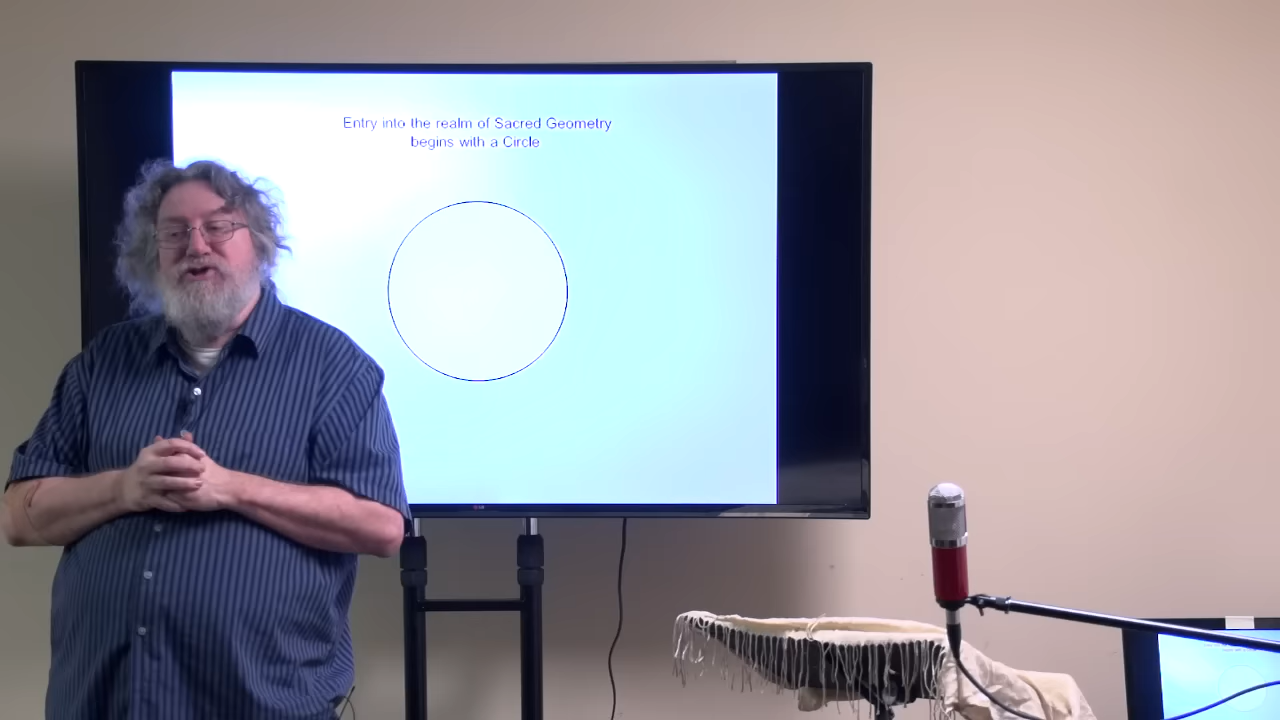 Entry into the realm of Sacred Geometry
begins with a Circle